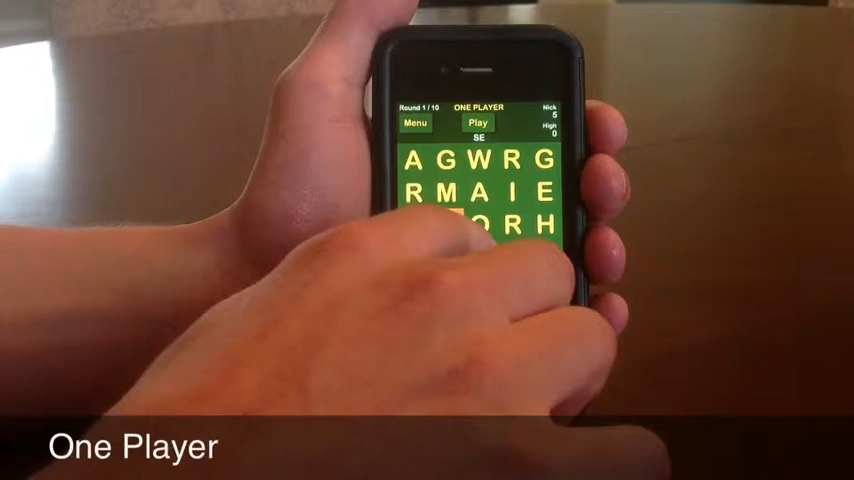 Round 1 / 10 ONE PLAYER Nick
5
Menu Play High
0
SE
A G W R G
R M A I E
O R H
One Player